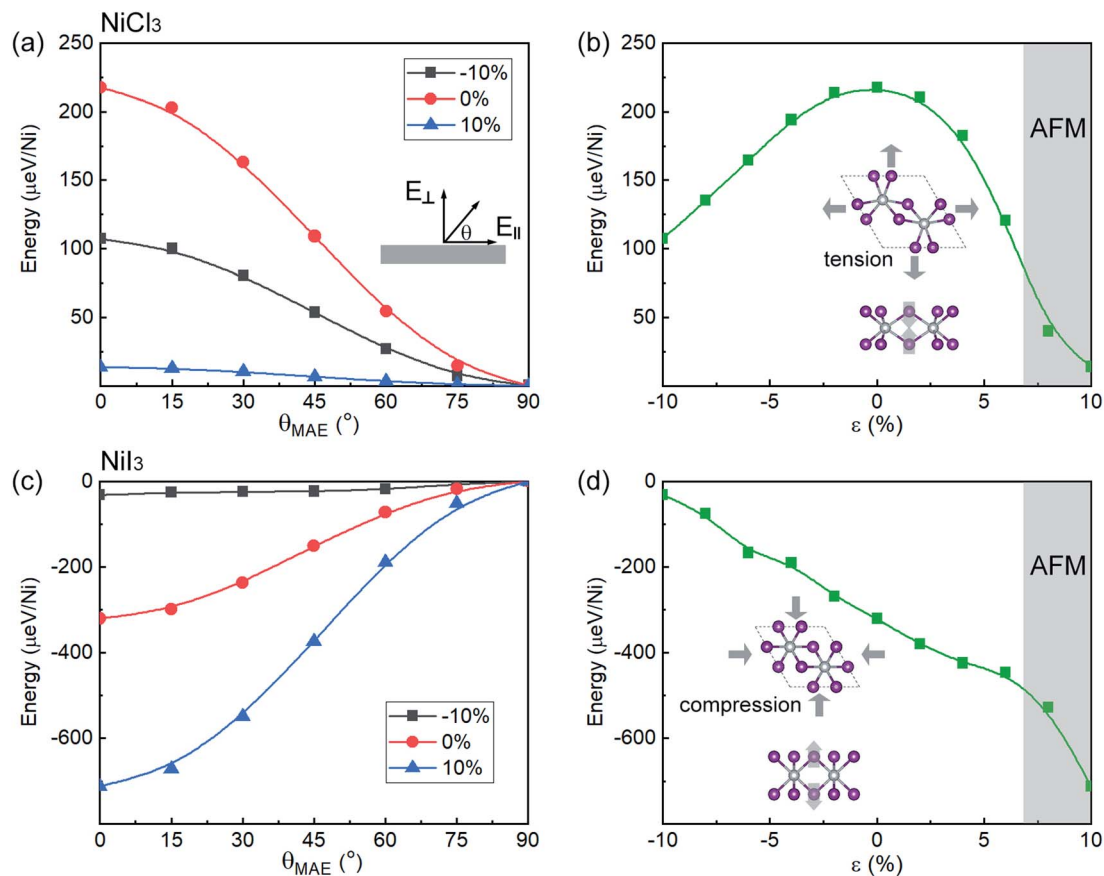 NiCl₃
(a)
250
200
150
100
50
Energy (μeV/Ni)
-10%
0%
10%
E⊥
θ
E∥
0 15 30 45 60 75 90
θMAE (°)
(b)
250
200
150
100
50
Energy (μeV/Ni)
AFM
tension
-10 -5 0 5 10
ε (%)
NiI₃
(c)
0
-200
-400
-600
Energy (μeV/Ni)
-10%
0%
10%
0 15 30 45 60 75 90
θMAE (°)
(d)
0
-200
-400
-600
Energy (μeV/Ni)
AFM
compression
-10 -5 0 5 10
ε (%)